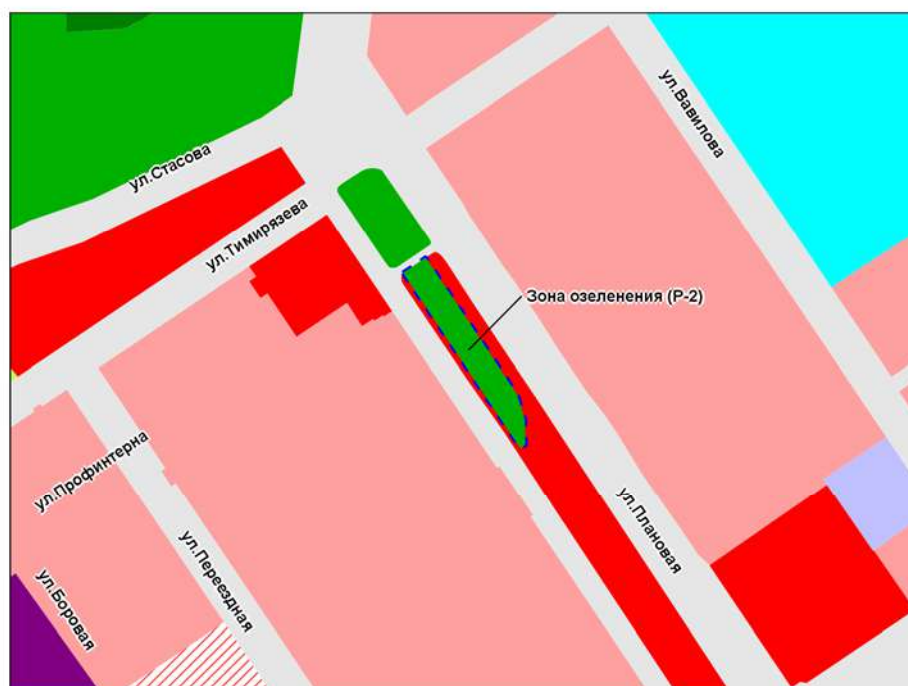 ул.Вавилова
ул.Стасова
ул.Тимирязева
Зона озеленения (Р-2)
ул.Профинтерна
ул.Плановая
ул.Переездная
ул.Боровая